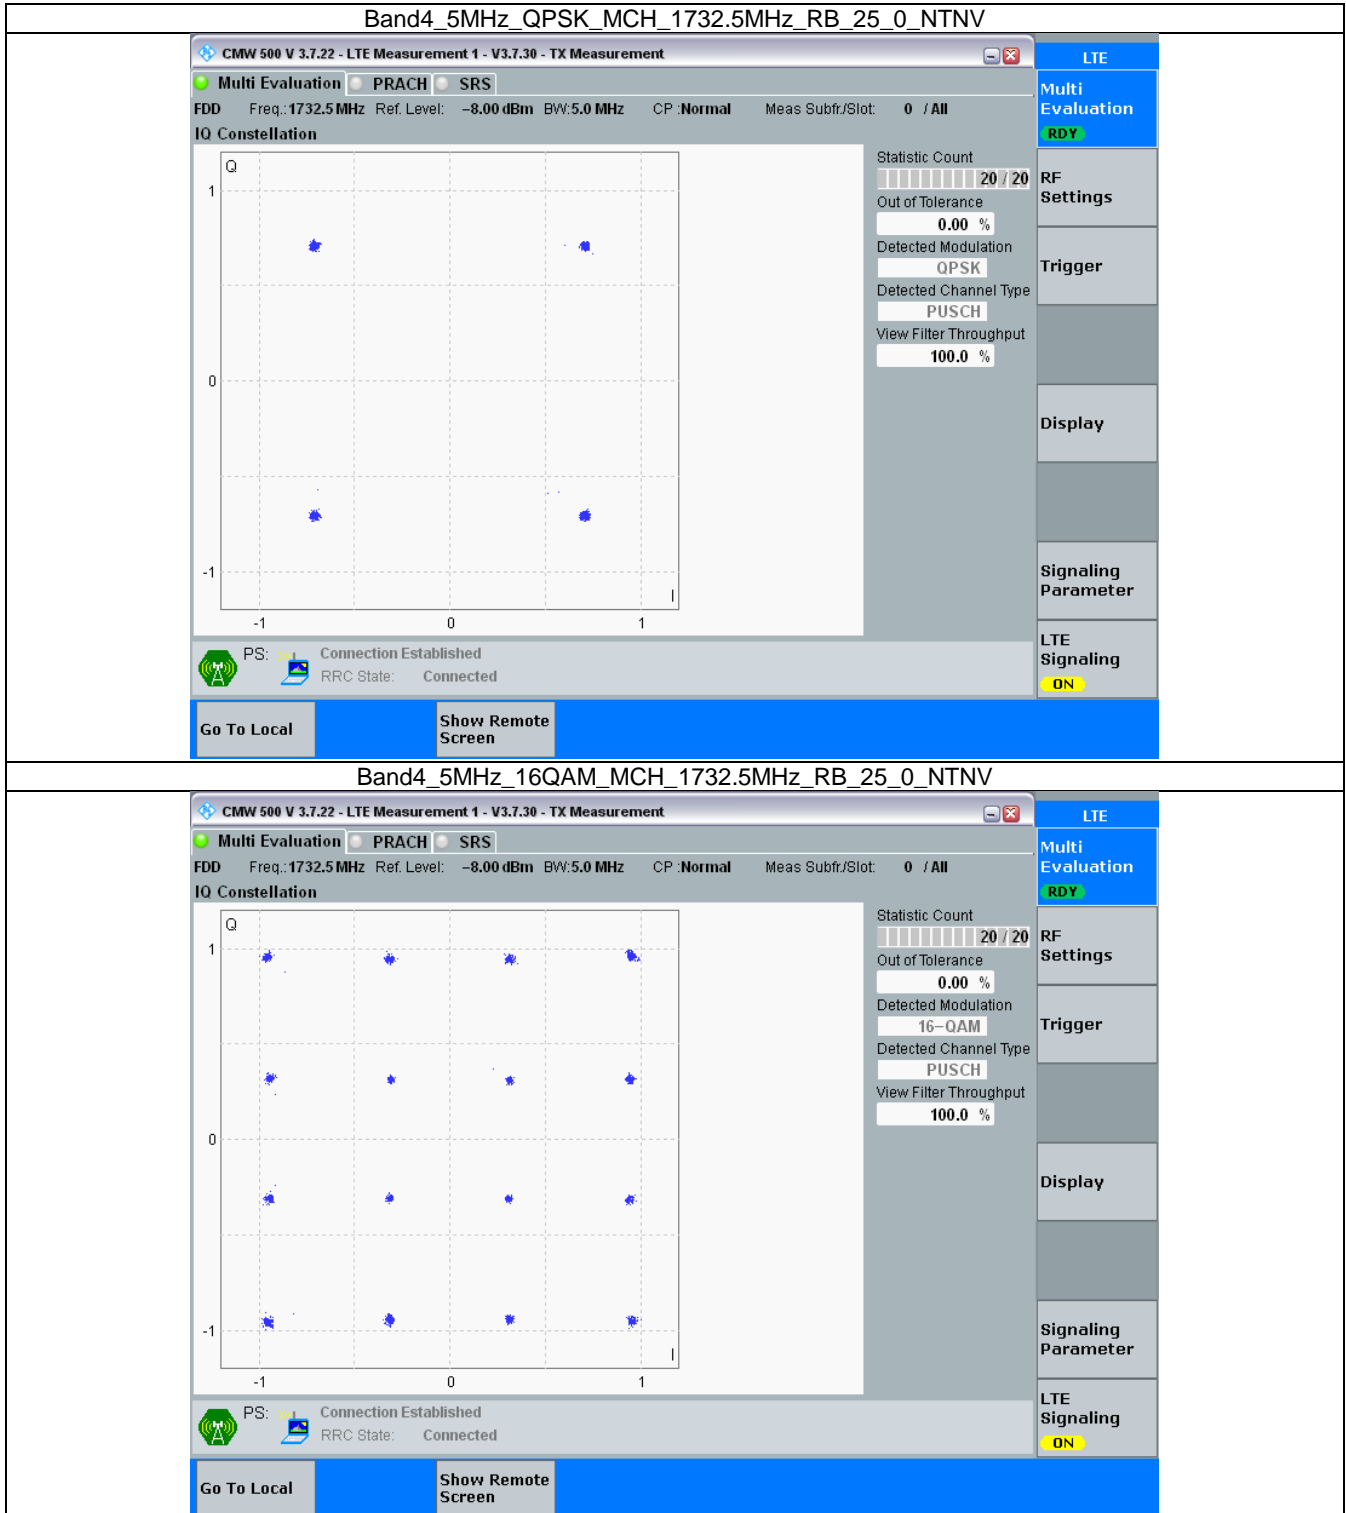 Band4_5MHz_QPSK_MCH_1732.5MHz_RB_25_0_NTNV
CMW 500 V 3.7.22 - LTE Measurement 1 - V3.7.30 - TX Measurement
LTE
Multi Evaluation PRACH SRS
Multi
Evaluation
RDY
FDD Freq.: 1732.5 MHz Ref. Level: −8.00 dBm BW: 5.0 MHz CP : Normal Meas Subfr./Slot: 0 / All
IQ Constellation
Q
1
0
-1
I
-1 0 1
Statistic Count
20 / 20
Out of Tolerance
0.00 %
Detected Modulation
QPSK
Detected Channel Type
PUSCH
View Filter Throughput
100.0 %
RF
Settings
Trigger
Display
Signaling
Parameter
LTE
Signaling
ON
PS: Connection Established
RRC State: Connected
Go To Local
Show Remote
Screen
Band4_5MHz_16QAM_MCH_1732.5MHz_RB_25_0_NTNV
CMW 500 V 3.7.22 - LTE Measurement 1 - V3.7.30 - TX Measurement
LTE
Multi Evaluation PRACH SRS
Multi
Evaluation
RDY
FDD Freq.: 1732.5 MHz Ref. Level: −8.00 dBm BW: 5.0 MHz CP : Normal Meas Subfr./Slot: 0 / All
IQ Constellation
Q
1
0
-1
I
-1 0 1
Statistic Count
20 / 20
Out of Tolerance
0.00 %
Detected Modulation
16−QAM
Detected Channel Type
PUSCH
View Filter Throughput
100.0 %
RF
Settings
Trigger
Display
Signaling
Parameter
LTE
Signaling
ON
PS: Connection Established
RRC State: Connected
Go To Local
Show Remote
Screen